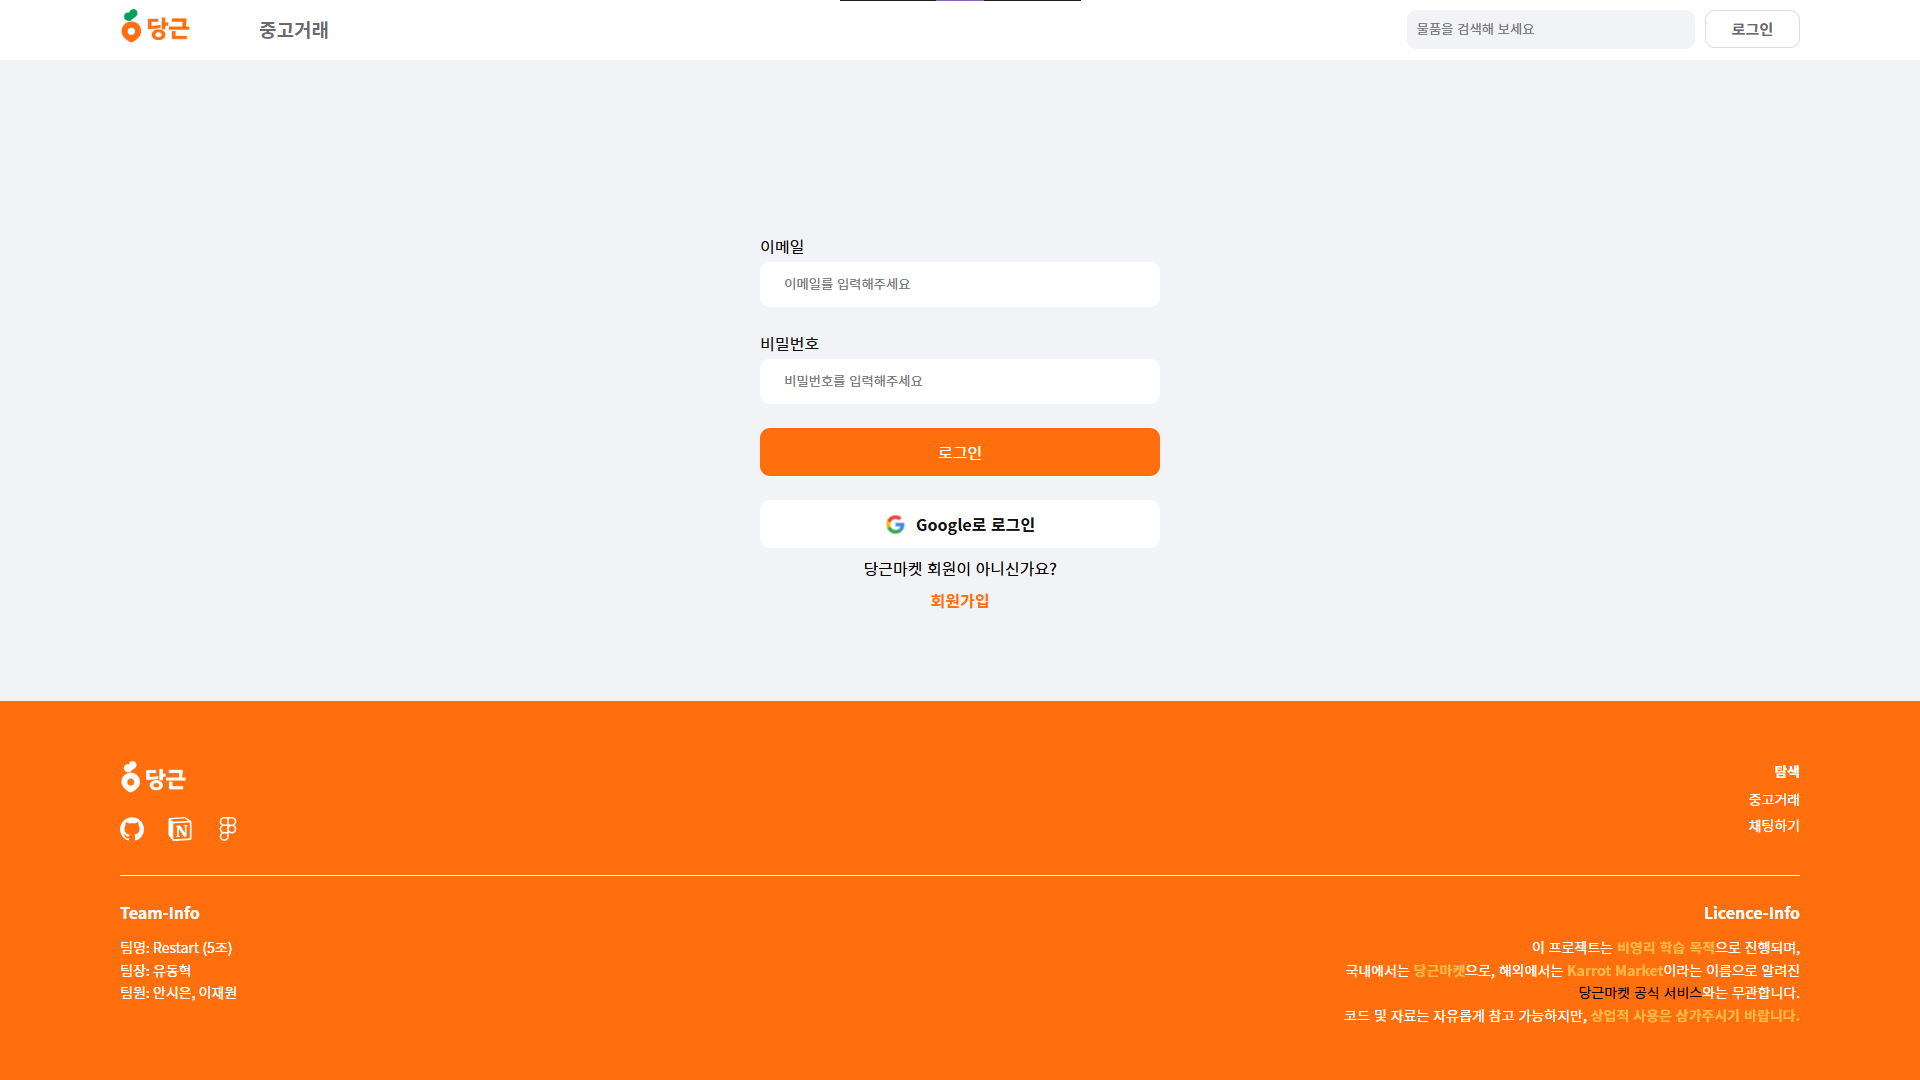 당근
중고거래
물품을 검색해 보세요
로그인
이메일
이메일를 입력해주세요
비밀번호
비밀번호를 입력해주세요
로그인
Google로 로그인
당근마켓 회원이 아니신가요?
회원가입
당근
탐색
중고거래
채팅하기
Team-Info
팀명: Restart (5조)
팀장: 유동혁
팀원: 안시은, 이재원
Licence-Info
이 프로젝트는 비영리 학습 목적으로 진행되며,
국내에서는 당근마켓으로, 해외에서는 Karrot Market이라는 이름으로 알려진
당근마켓 공식 서비스와는 무관합니다.
코드 및 자료는 자유롭게 참고 가능하지만, 상업적 사용은 삼가주시기 바랍니다.